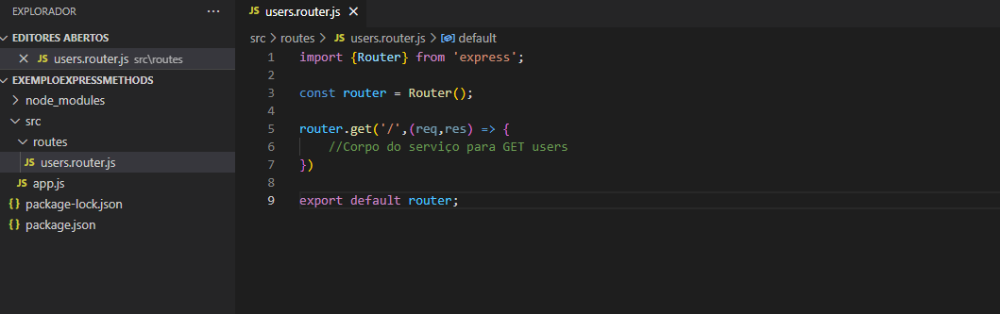 EXPLORADOR ···
EDITORES ABERTOS
JS users.router.js src\routes
EXEMPLOEXPRESSMETHODS
node_modules
src
routes
JS users.router.js
JS app.js
{} package-lock.json
{} package.json
JS users.router.js
src > routes > JS users.router.js > default
1 import {Router} from 'express';
2
3 const router = Router();
4
5 router.get('/',(req,res) => {
6 //Corpo do serviço para GET users
7 })
8
9 export default router;